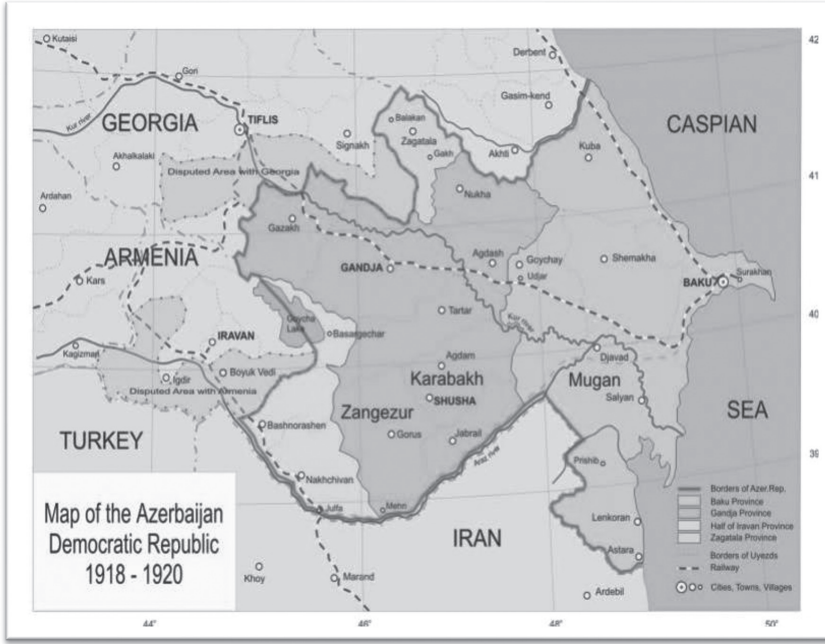 Kutaisi
Gori
Derbent
42
Gasim-kend
Kur river
GEORGIA
TIFLIS
Balakan
Zagatala
Signakh
Gakh
Akhti
Kuba
CASPIAN
Akhalkalaki
Disputed Area with Georgia
41
Ardahan
Nukha
Gazakh
ARMENIA
GANDJA
Agdash
Goychay
Udjar
Shemakha
Kars
BAKU
Surakhan
Goycha
Lake
Tartar
Kur river
40
IRAVAN
Basargechar
Kagizman
Agdam
Djavad
Igdir
Boyuk Vedi
Karabakh
Mugan
Disputed Area with Armenia
SHUSHA
Salyan
Zangezur
SEA
TURKEY
Bashnorashen
Gorus
Jabrail
Araz river
39
Prishib
Nakhchivan
Map of the Azerbaijan
Democratic Republic
1918 - 1920
Julfa
Mehri
IRAN
Lenkoran
Astara
Khoy
Marand
Ardebil
Borders of Azer.Rep.
Baku Province
Gandja Province
Half of Iravan Province
Zagatala Province
Borders of Uyezds
Railway
Cities, Towns, Villages
44°
46°
48°
50°